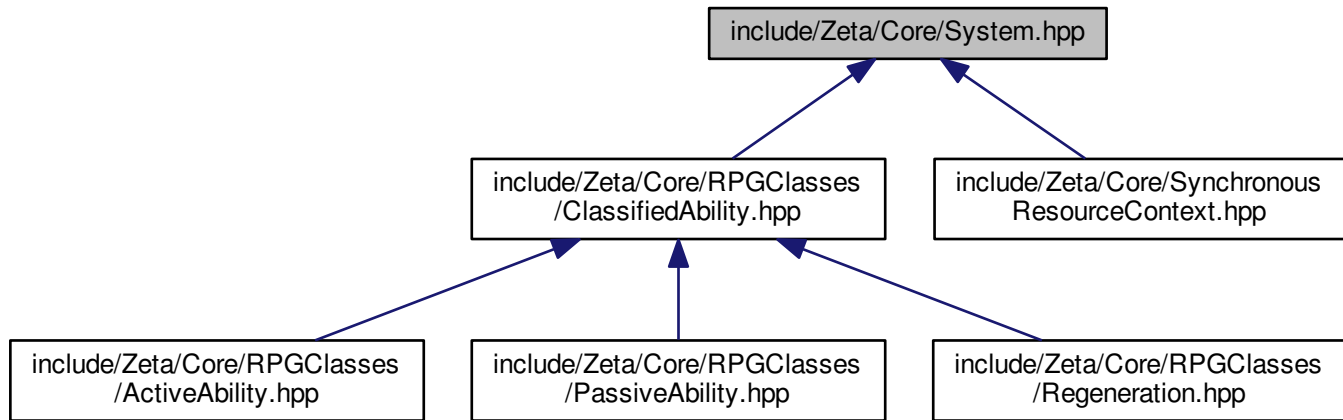 include/Zeta/Core/System.hpp
include/Zeta/Core/RPGClasses
/ClassifiedAbility.hpp
include/Zeta/Core/Synchronous
ResourceContext.hpp
include/Zeta/Core/RPGClasses
/ActiveAbility.hpp
include/Zeta/Core/RPGClasses
/PassiveAbility.hpp
include/Zeta/Core/RPGClasses
/Regeneration.hpp